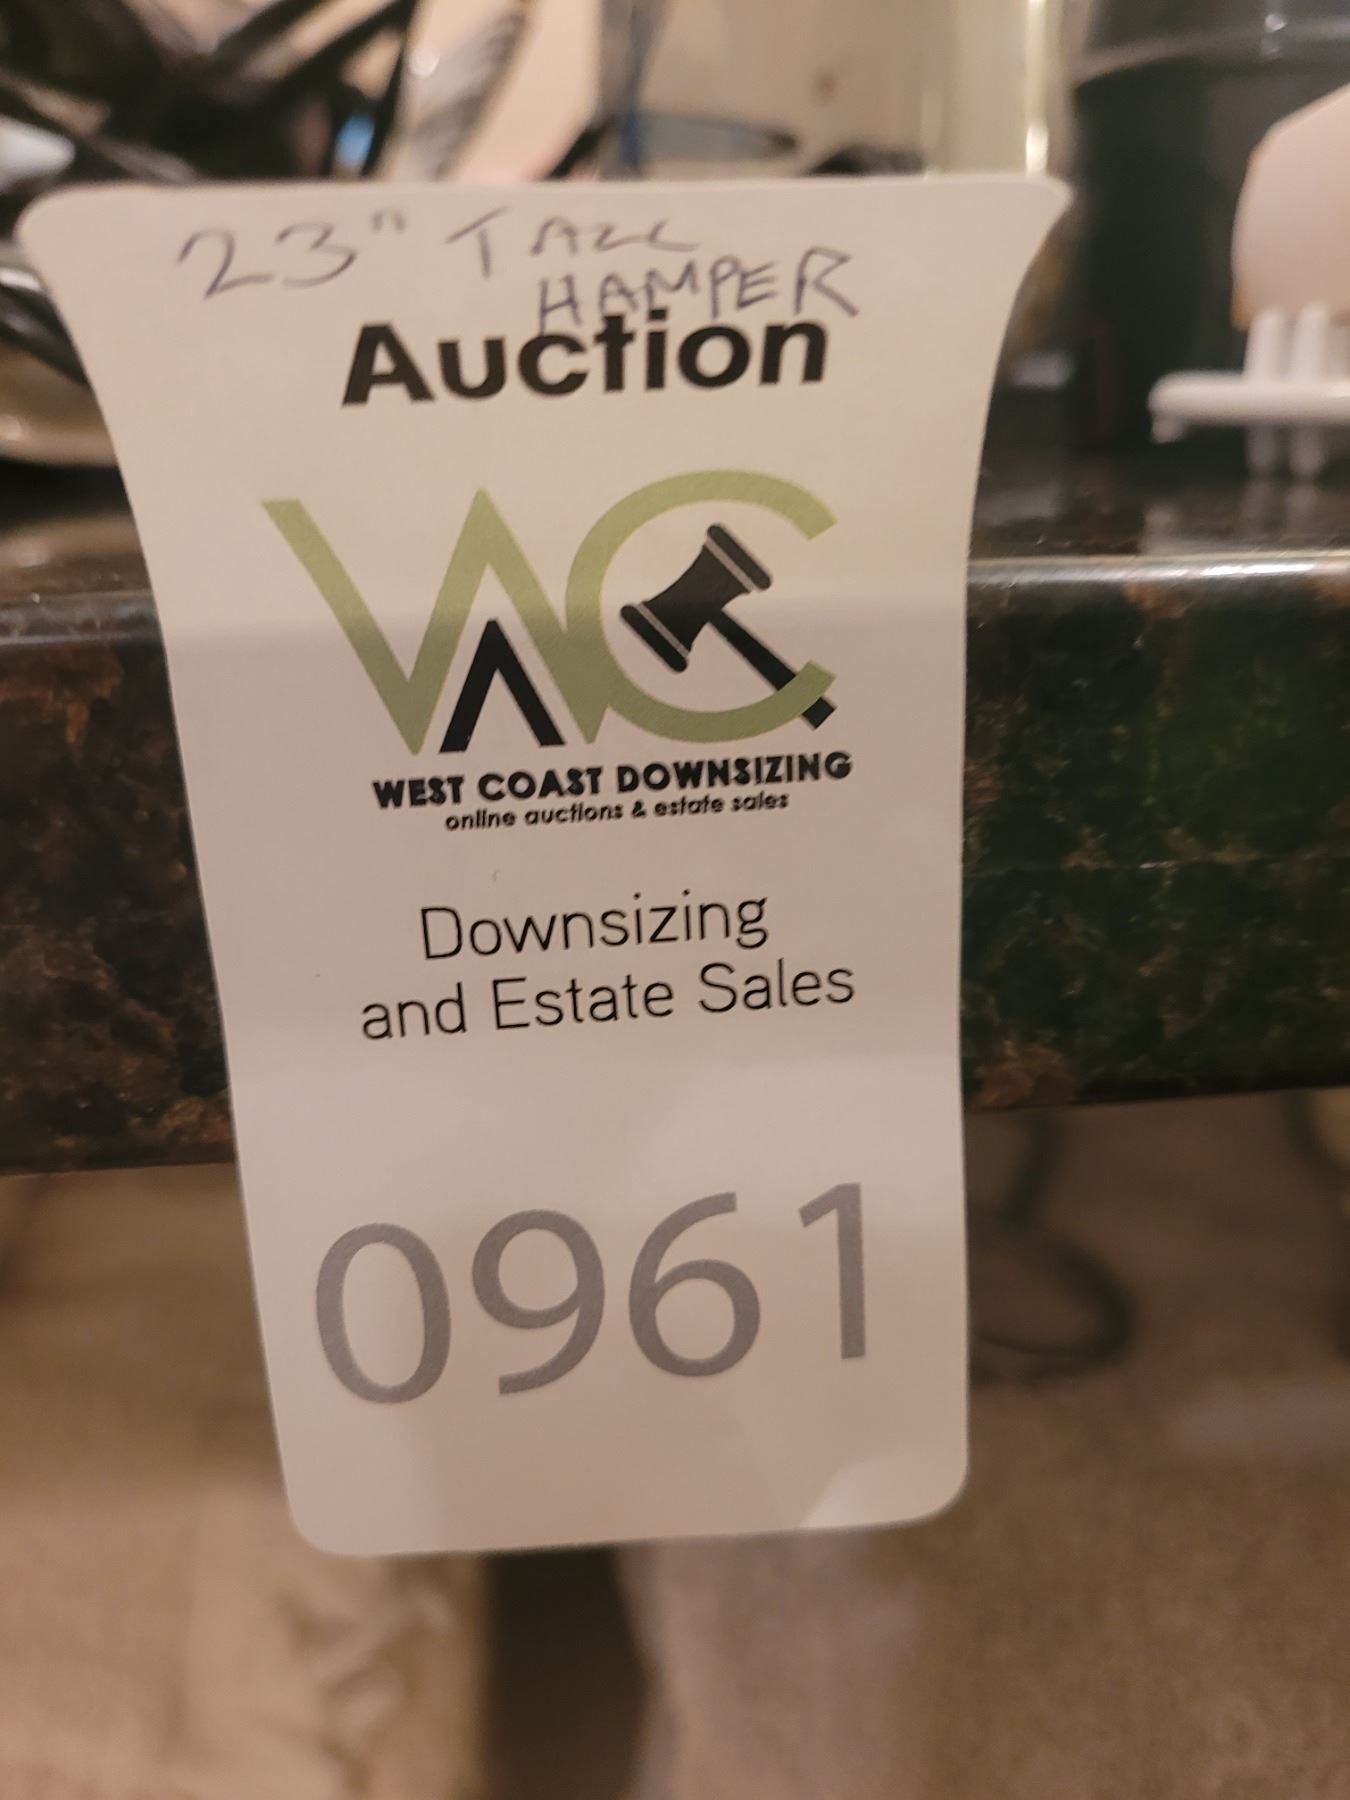 23" TALL
HAMPER
Auction
WC
WEST COAST DOWNSIZING
online auctions & estate sales
Downsizing
and Estate Sales
0961